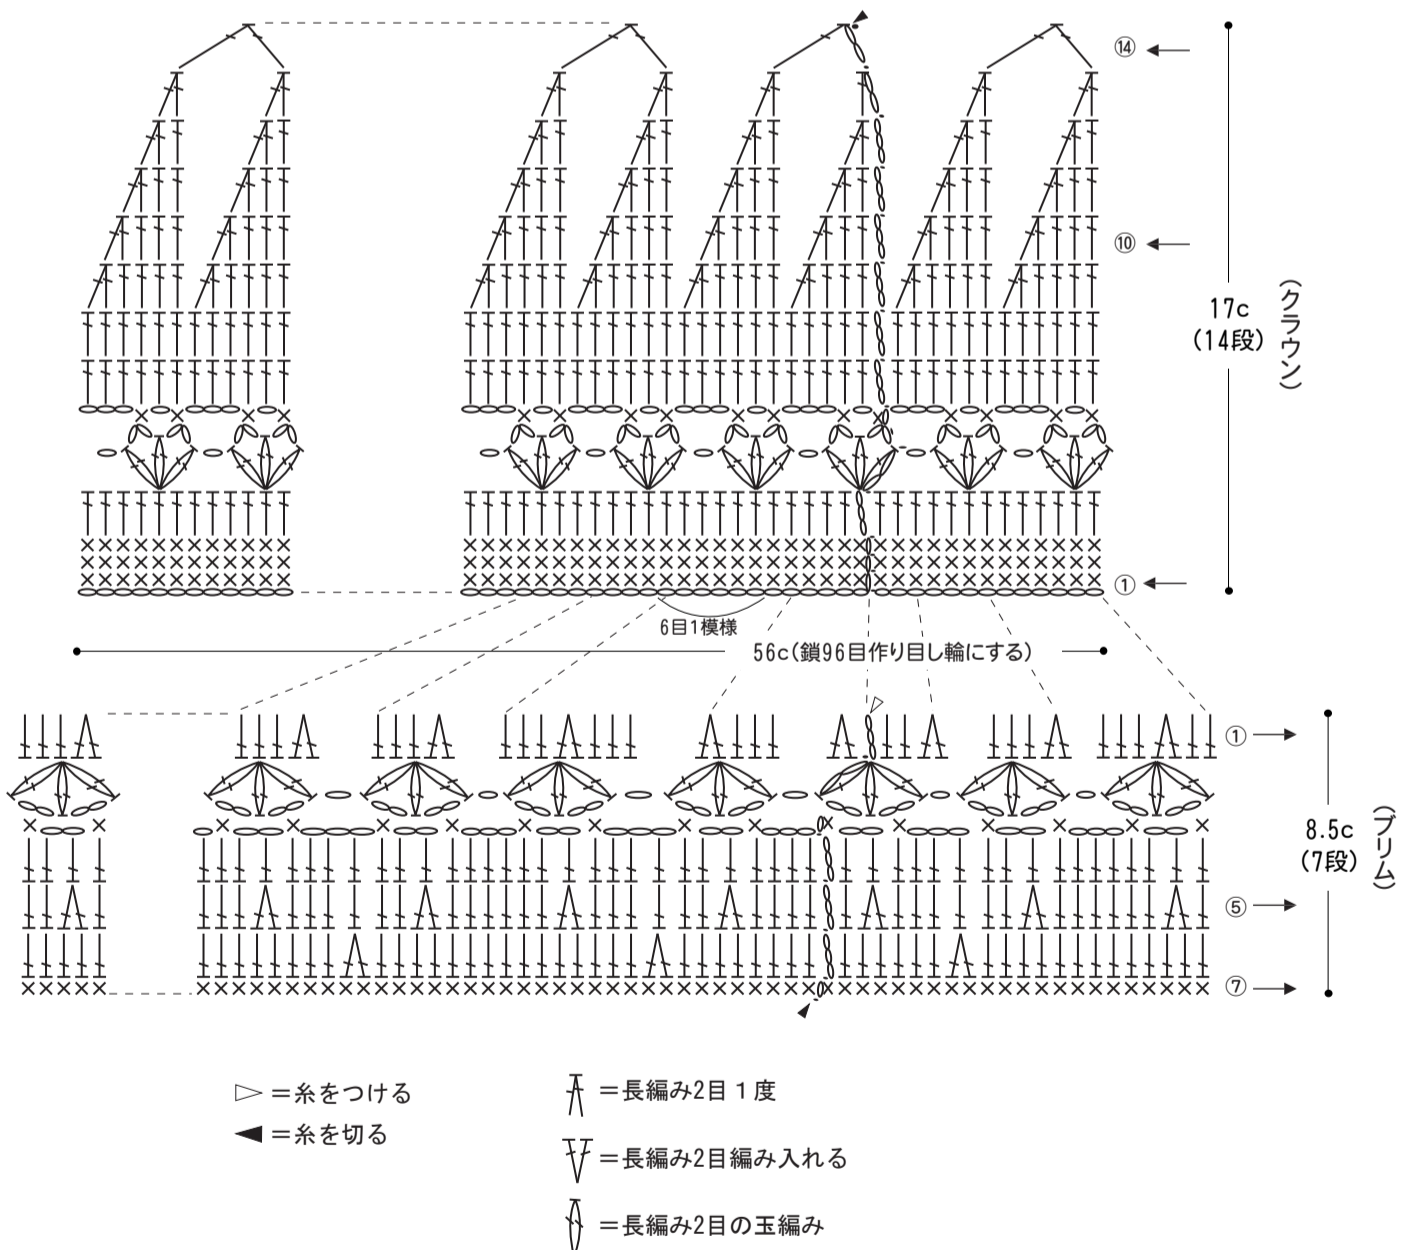 ⑭
⑩
17c
(14段)
(クラウン)
①
6目1模様
56c(鎖96目作り目し輪にする)
①
8.5c
(7段)
(ブリム)
⑤
⑦
▷=糸をつける
◀=糸を切る
=長編み2目1度
=長編み2目編み入れる
=長編み2目の玉編み